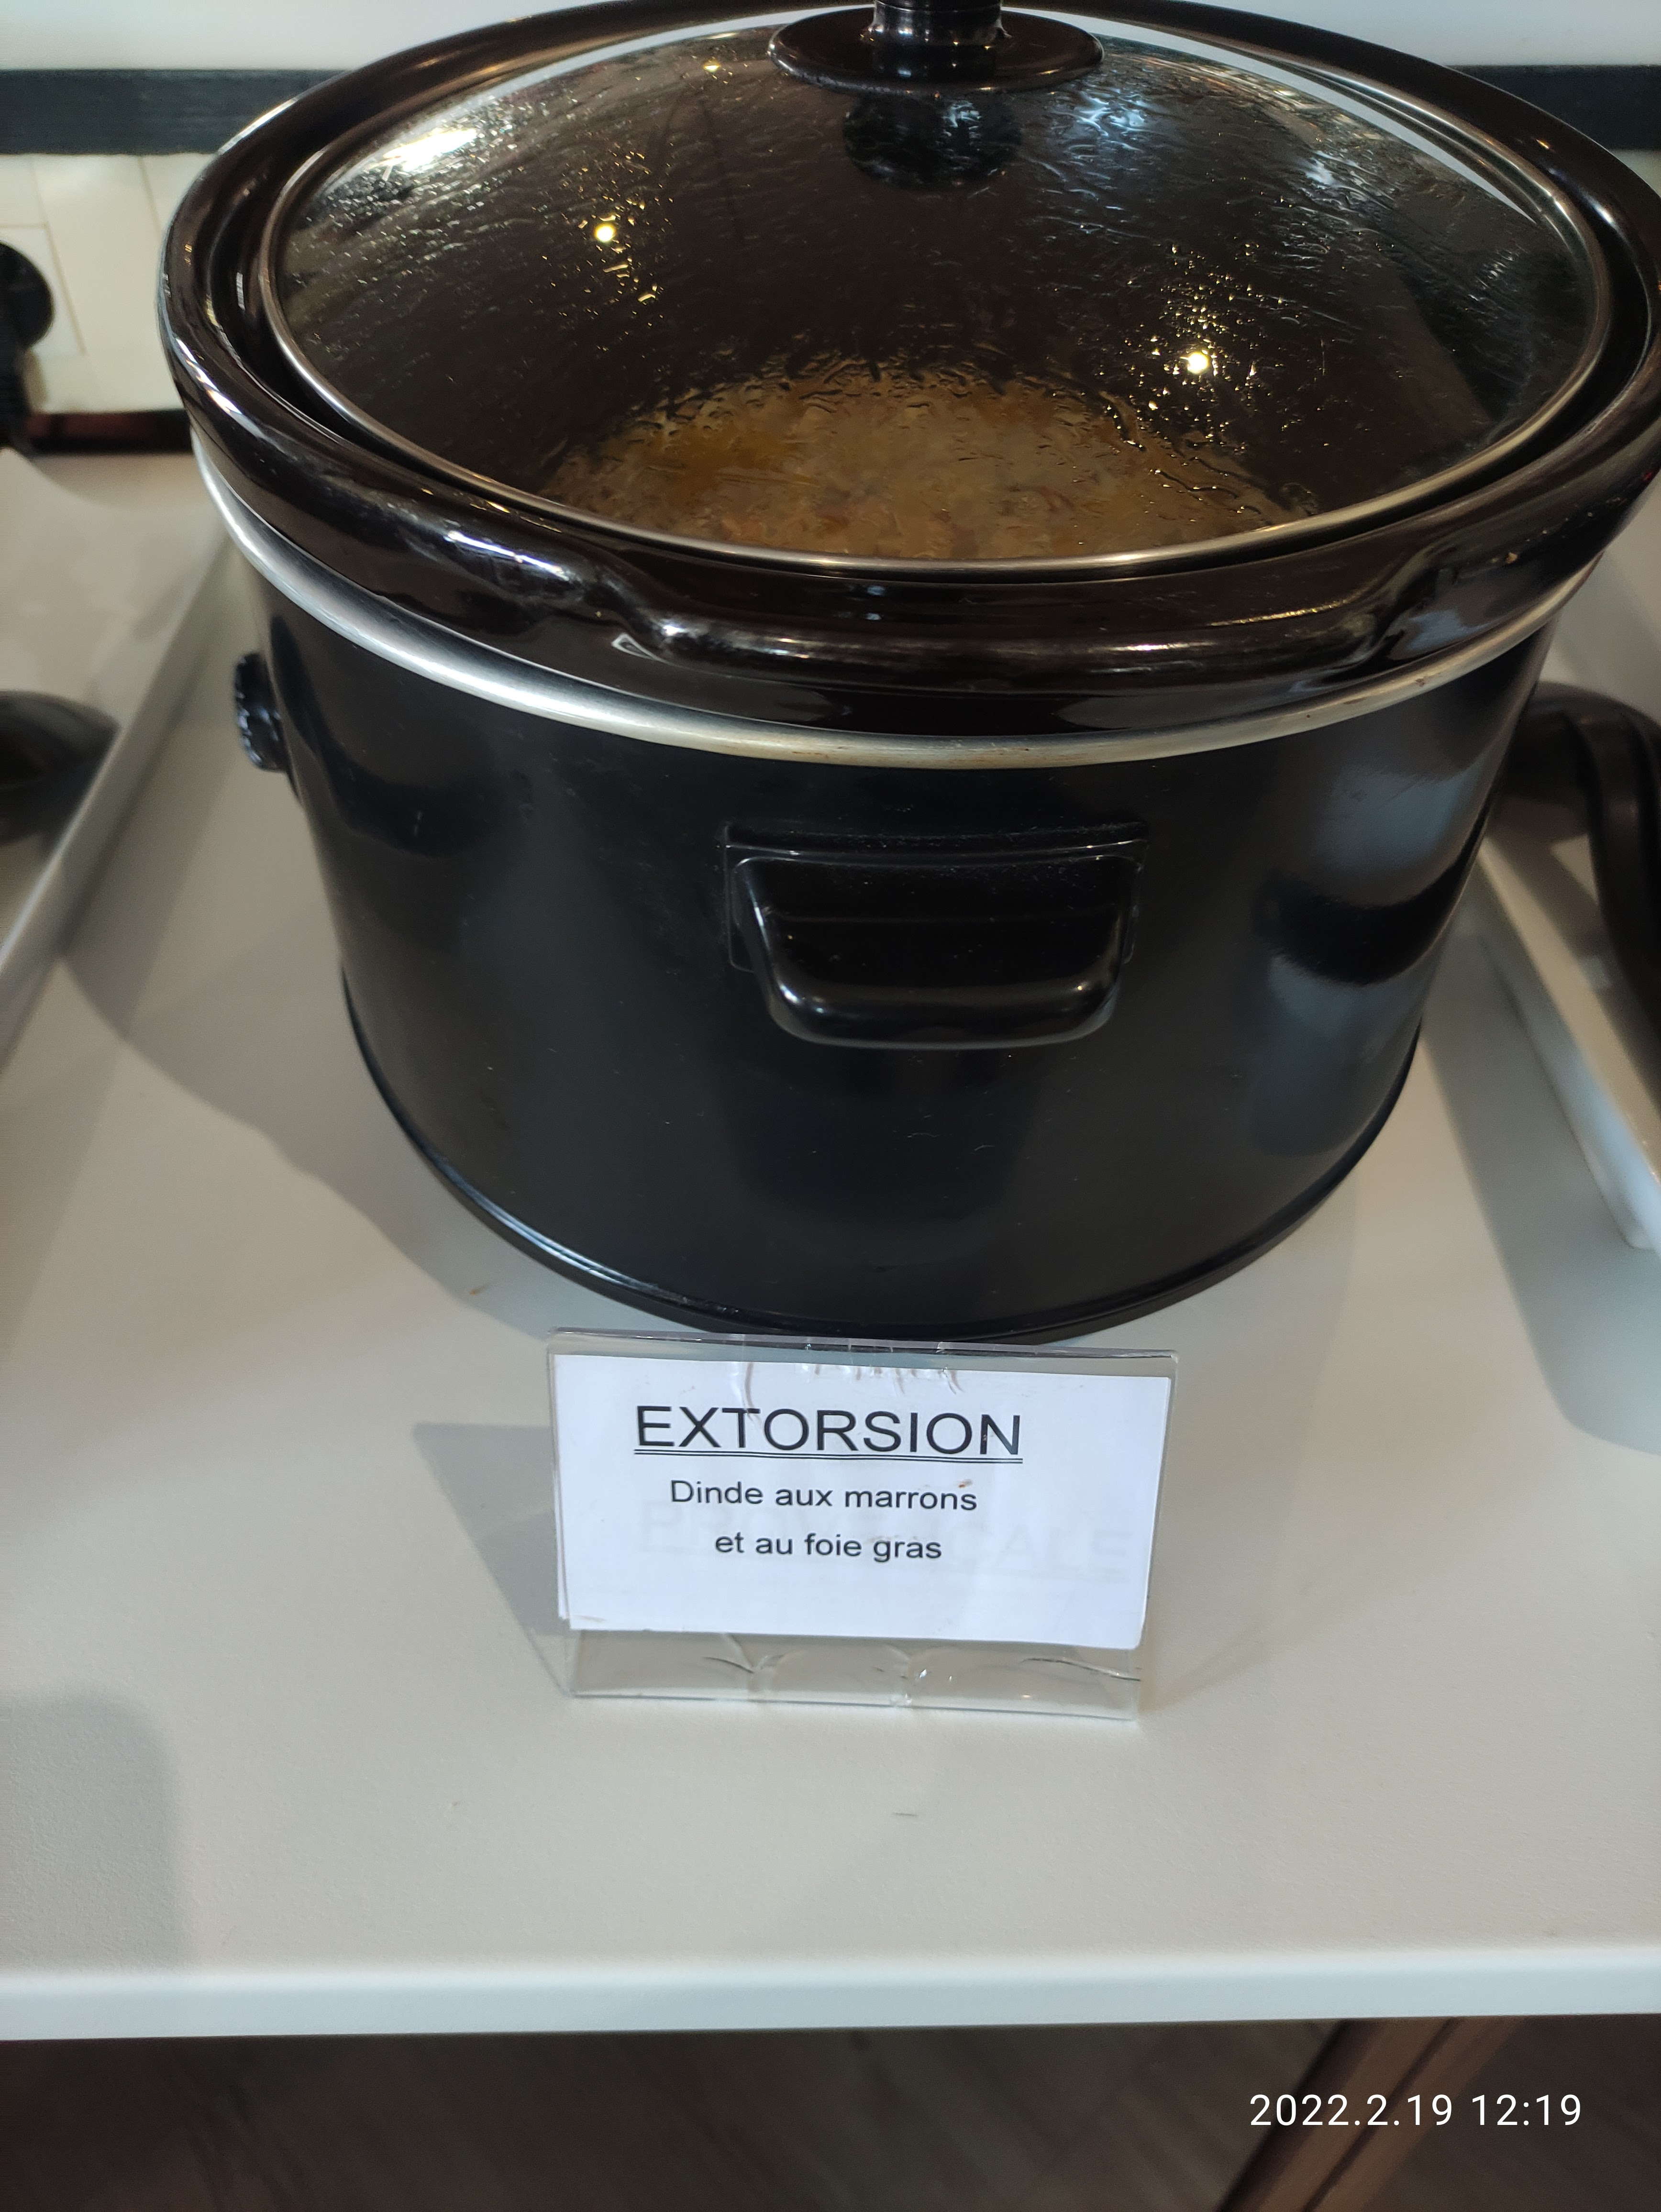 EXTORSION
Dinde aux marrons
et au foie gras
2022.2.19 12:19